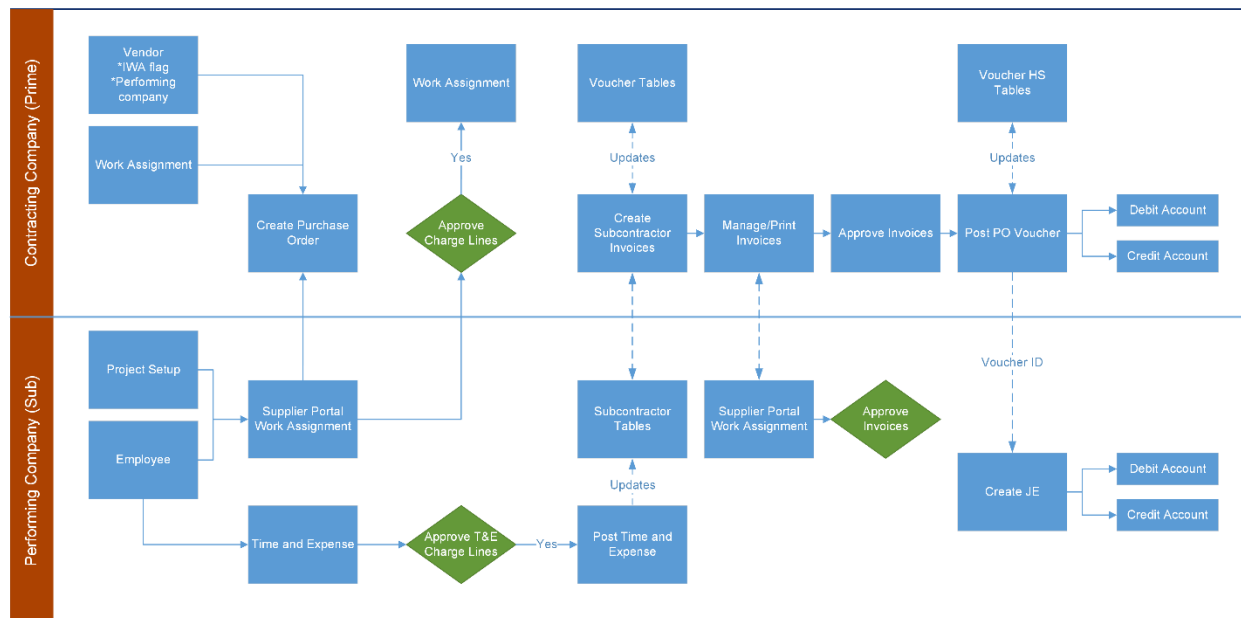 Contracting Company (Prime)
Vendor
*IWA flag
*Performing
company
Work Assignment
Create Purchase
Order
Work Assignment
Yes
Approve
Charge Lines
Voucher Tables
Updates
Create
Subcontractor
Invoices
Manage/Print
Invoices
Approve Invoices
Voucher HS
Tables
Updates
Post PO Voucher
Debit Account
Credit Account
Performing Company (Sub)
Project Setup
Employee
Supplier Portal
Work Assignment
Time and Expense
Approve T&E
Charge Lines
Yes
Subcontractor
Tables
Updates
Post Time and
Expense
Supplier Portal
Work Assignment
Approve
Invoices
Voucher ID
Create JE
Debit Account
Credit Account